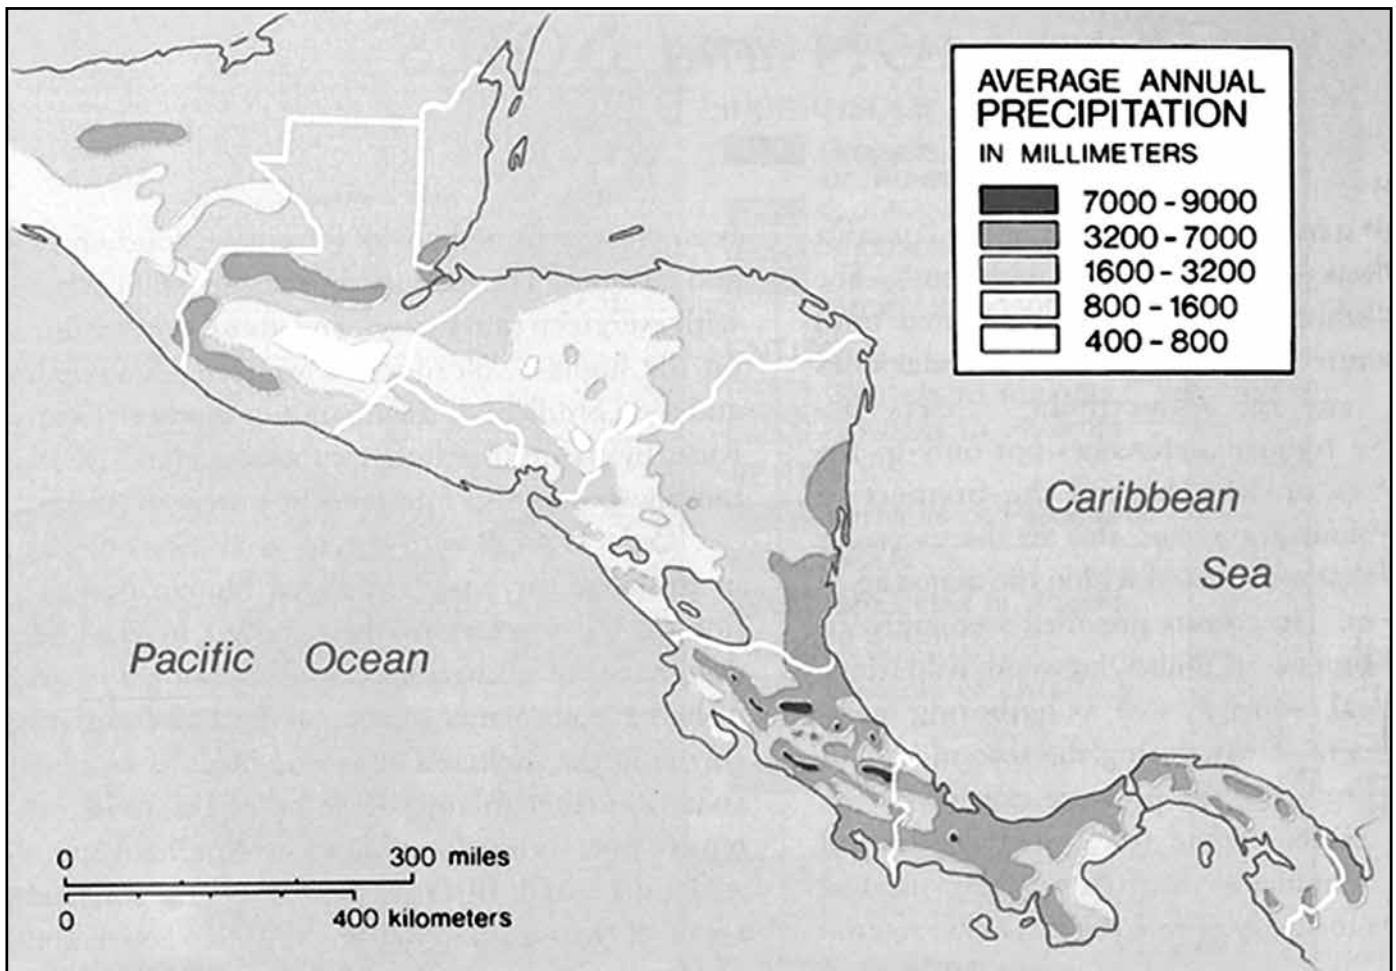 AVERAGE ANNUAL
PRECIPITATION
IN MILLIMETERS
7000 - 9000
3200 - 7000
1600 - 3200
800 - 1600
400 - 800
Caribbean
Sea
Pacific Ocean
0 300 miles
0 400 kilometers